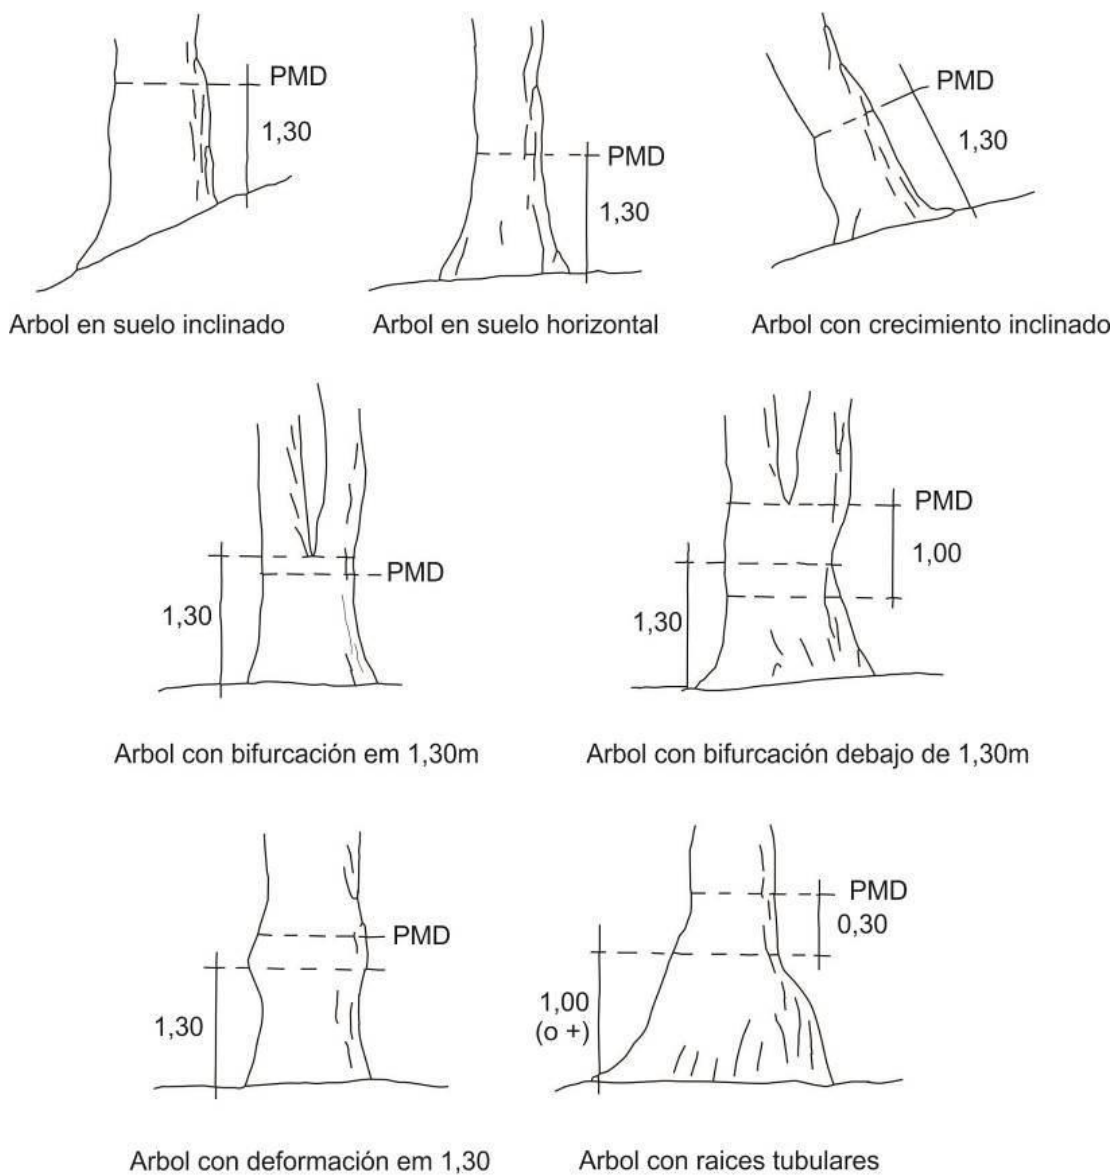 PMD
1,30
PMD
1,30
PMD
1,30
Arbol en suelo inclinado
Arbol en suelo horizontal
Arbol con crecimiento inclinado
PMD
1,30
PMD
1,00
1,30
Arbol con bifurcación em 1,30m
Arbol con bifurcación debajo de 1,30m
PMD
1,30
PMD
0,30
1,00
(o +)
Arbol con deformación em 1,30
Arbol con raices tubulares